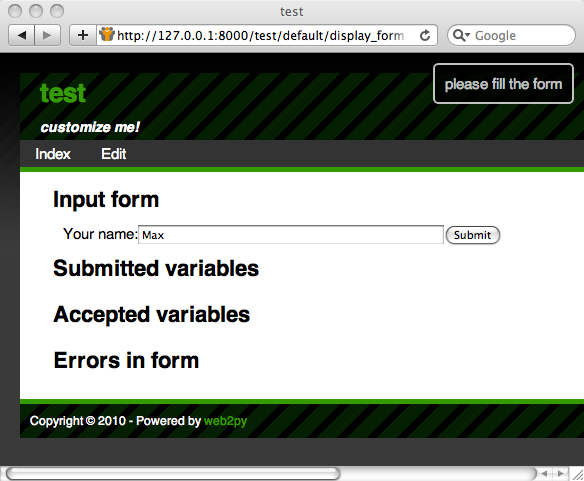 test
http://127.0.0.1:8000/test/default/display_form
Google
please fill the form
test
customize me!
Index Edit
Input form
Your name: Max Submit
Submitted variables
Accepted variables
Errors in form
Copyright © 2010 - Powered by web2py